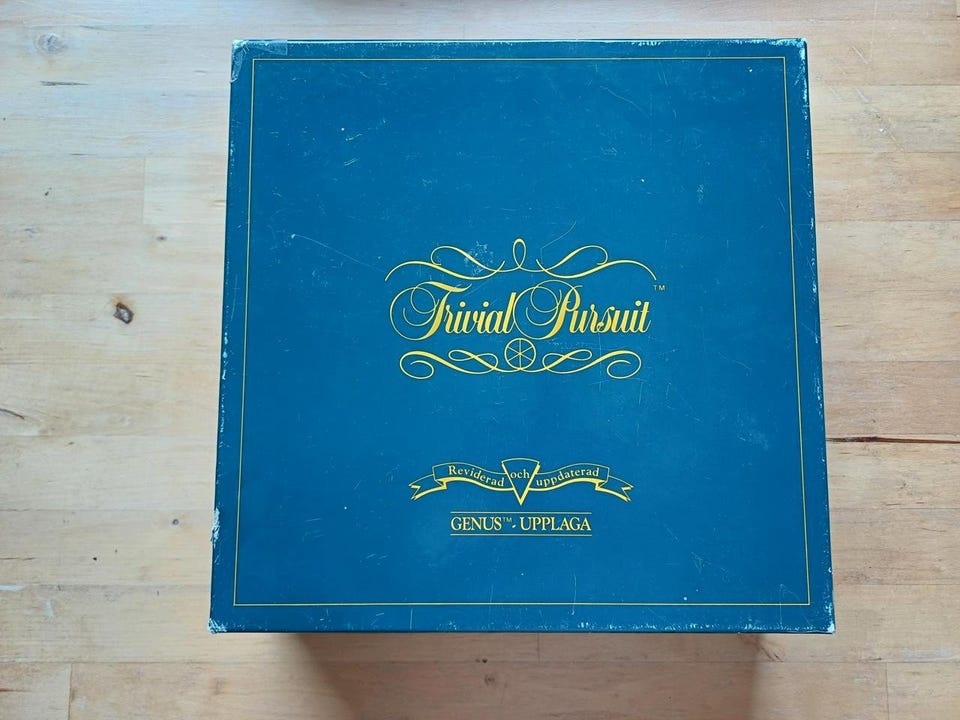 Trivial Pursuit™
Reviderad och uppdaterad
GENUS™ · UPPLAGA